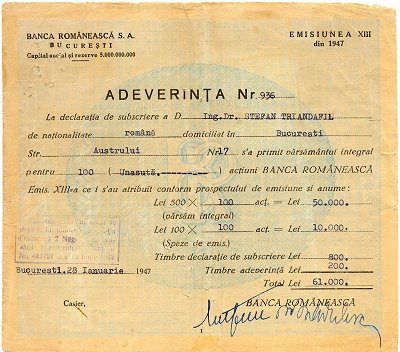 BANCA ROMÂNEASCĂ S. A.
BUCUREȘTI
Capital social și rezerve 5.000.000.000
EMISIUNEA XIII
din 1947
ADEVERINȚA Nr. 936
La declarația de subscriere a D Ing.Dr. STEFAN TRIANDAFIL
de naționalitate română domiciliat în Bucuresti
Str Austrului Nr 17 s'a primit vărsământul integral
pentru 100 ( Unasută.--------- ) acțiuni BANCA ROMÂNEASCĂ
Emis. XIII-a ce i s'au atribuit conform prospectului de emisiune si anume :
Lei 500 × 100 act. = Lei 50.000.
(vărsăm integral)
Lei 100 × 100 act. = Lei 10.000.
(Speze de emis.)
Timbre declarație de subscriere Lei 800.
Timbre adeverință Lei 200.
Total Lei 61.000.
București. 28 Ianuarie 1947
Casier,
BANCA ROMÂNEASCĂ